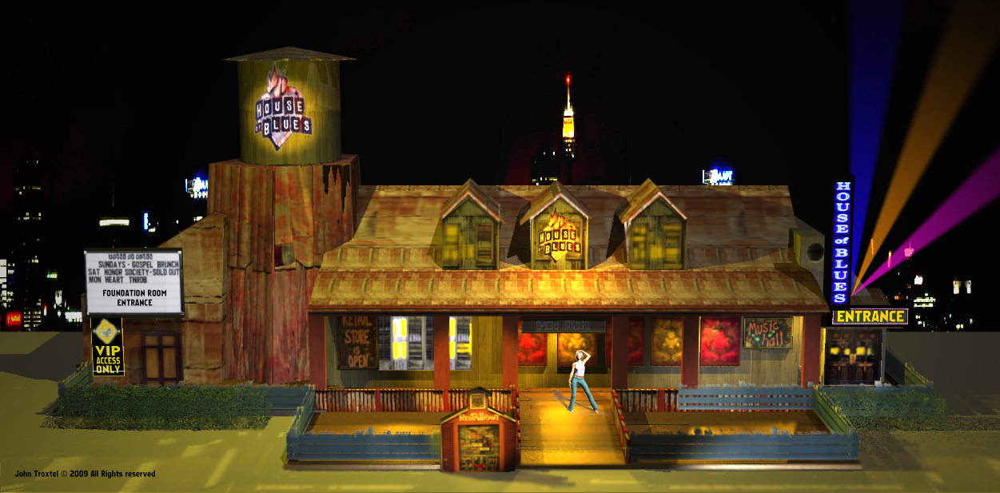 HOUSE
OF BLUES
SUNDAYS - GOSPEL BRUNCH
SAT HONOR SOCIETY-SOLD OUT
MON HEART THROB
FOUNDATION ROOM
ENTRANCE
VIP
ACCESS
ONLY
RETAIL
STORE
IS
OPEN
HOUSE
OF BLUES
Music
hall
HOUSE of BLUES
ENTRANCE
RESTAURANT
John Troxtel © 2009 All Rights reserved